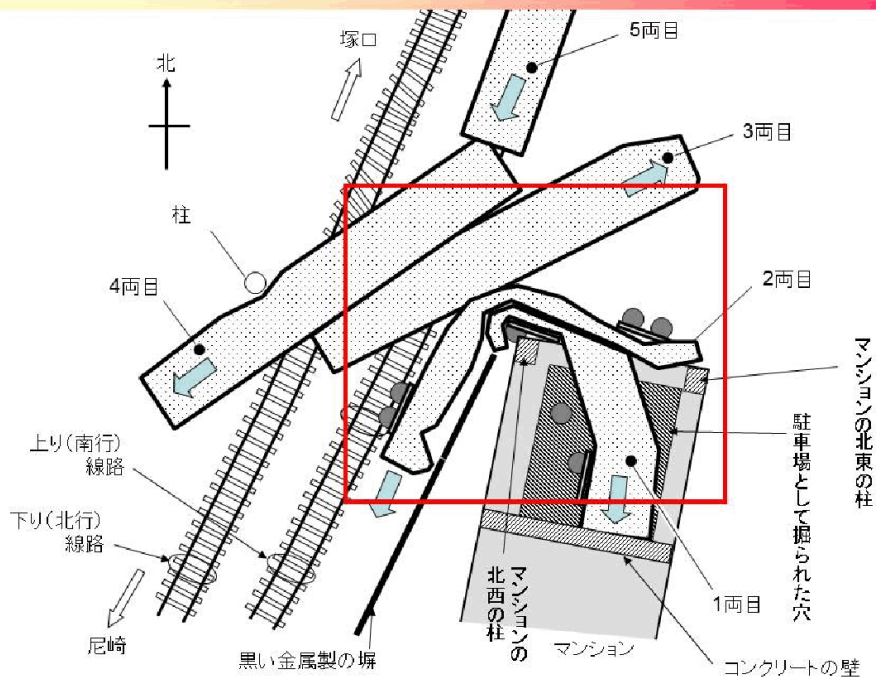 塚口
5両目
北
3両目
柱
4両目
2両目
マンションの北東の柱
駐車場として掘られた穴
上り(南行)
線路
下り(北行)
線路
マンションの
北西の柱
1両目
尼崎
黒い金属製の塀
マンション
コンクリートの壁